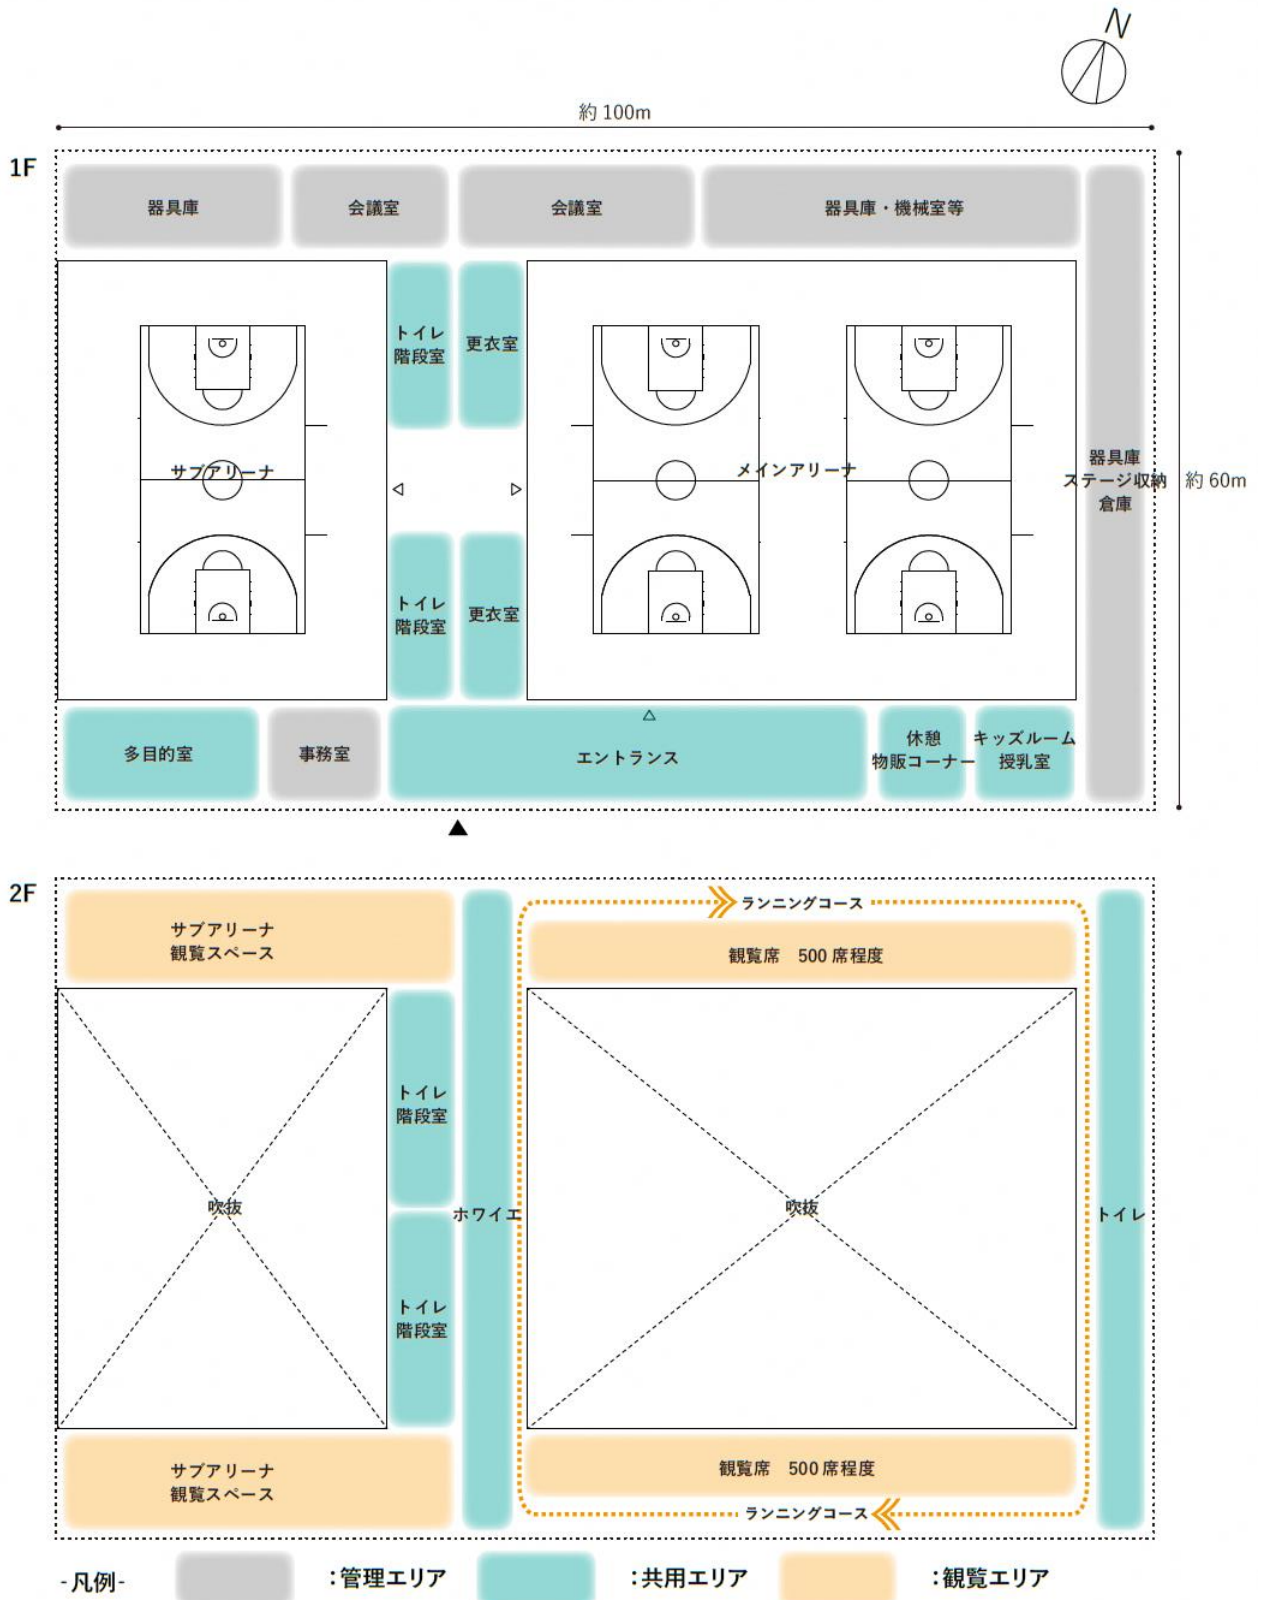 N
約 100m
1F
器具庫
会議室
会議室
器具庫・機械室等
トイレ
階段室
更衣室
サブアリーナ
メインアリーナ
器具庫
ステージ収納
倉庫
約 60m
トイレ
階段室
更衣室
多目的室
事務室
エントランス
休憩
物販コーナー
キッズルーム
授乳室
2F
サブアリーナ
観覧スペース
ランニングコース
観覧席 500 席程度
トイレ
階段室
吹抜
ホワイエ
吹抜
トイレ
トイレ
階段室
サブアリーナ
観覧スペース
観覧席 500 席程度
ランニングコース
-凡例-
:管理エリア
:共用エリア
:観覧エリア